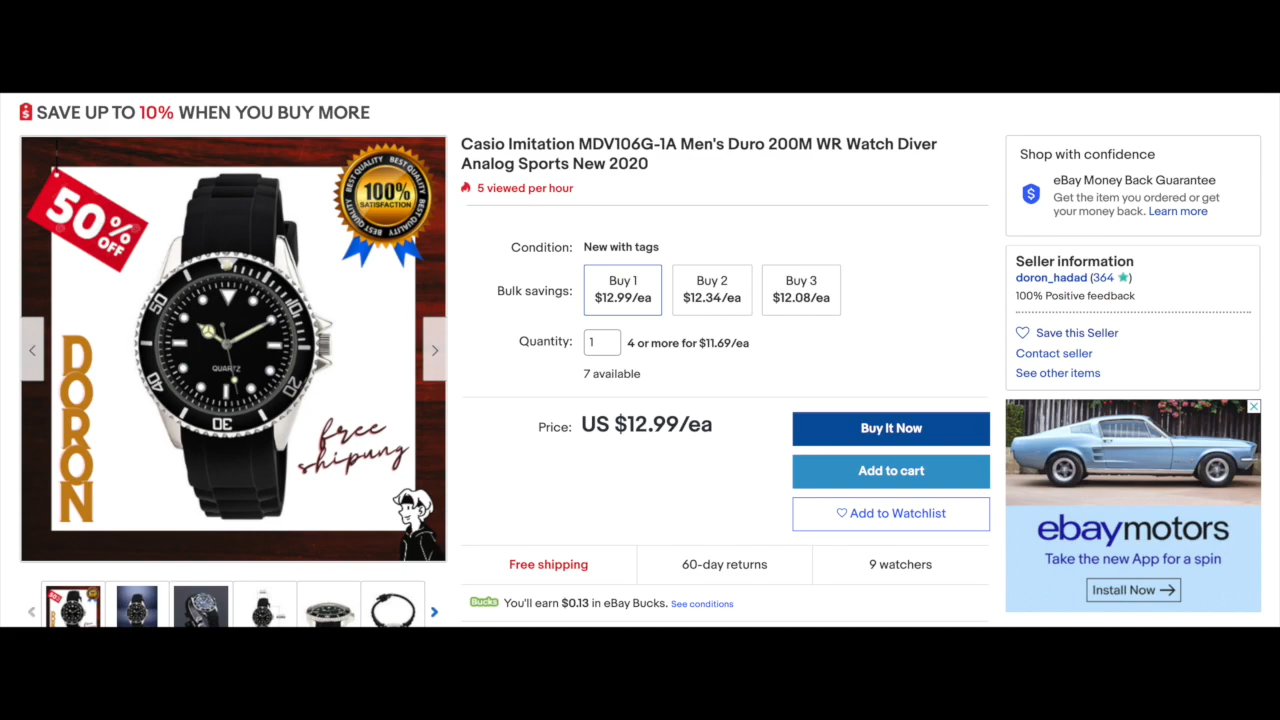 SAVE UP TO 10% WHEN YOU BUY MORE
50% OFF
BEST QUALITY BEST QUALITY
100%
SATISFACTION
BEST QUALITY
DORON
QUARTZ
free
shipung
Casio Imitation MDV106G-1A Men's Duro 200M WR Watch Diver
Analog Sports New 2020
5 viewed per hour
Condition: New with tags
Bulk savings:
Buy 1
$12.99/ea
Buy 2
$12.34/ea
Buy 3
$12.08/ea
Quantity: 1 4 or more for $11.69/ea
7 available
Price: US $12.99/ea
Buy It Now
Add to cart
Add to Watchlist
Free shipping
60-day returns
9 watchers
Bucks You'll earn $0.13 in eBay Bucks. See conditions
Shop with confidence
eBay Money Back Guarantee
Get the item you ordered or get
your money back. Learn more
Seller information
doron_hadad (364 )
100% Positive feedback
Save this Seller
Contact seller
See other items
ebaymotors
Take the new App for a spin
Install Now